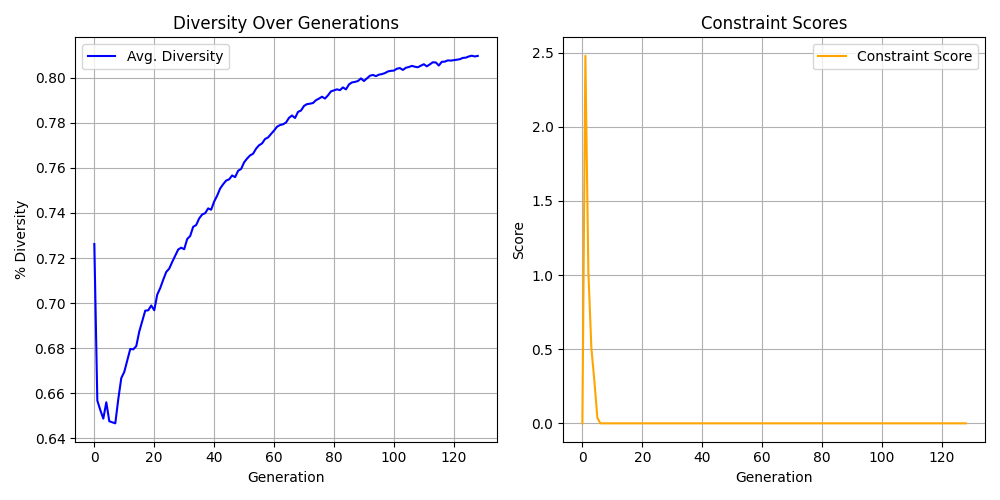 Diversity Over Generations
Avg. Diversity
% Diversity
0.80
0.78
0.76
0.74
0.72
0.70
0.68
0.66
0.64
0 20 40 60 80 100 120
Generation
Constraint Scores
Constraint Score
Score
2.5
2.0
1.5
1.0
0.5
0.0
0 20 40 60 80 100 120
Generation